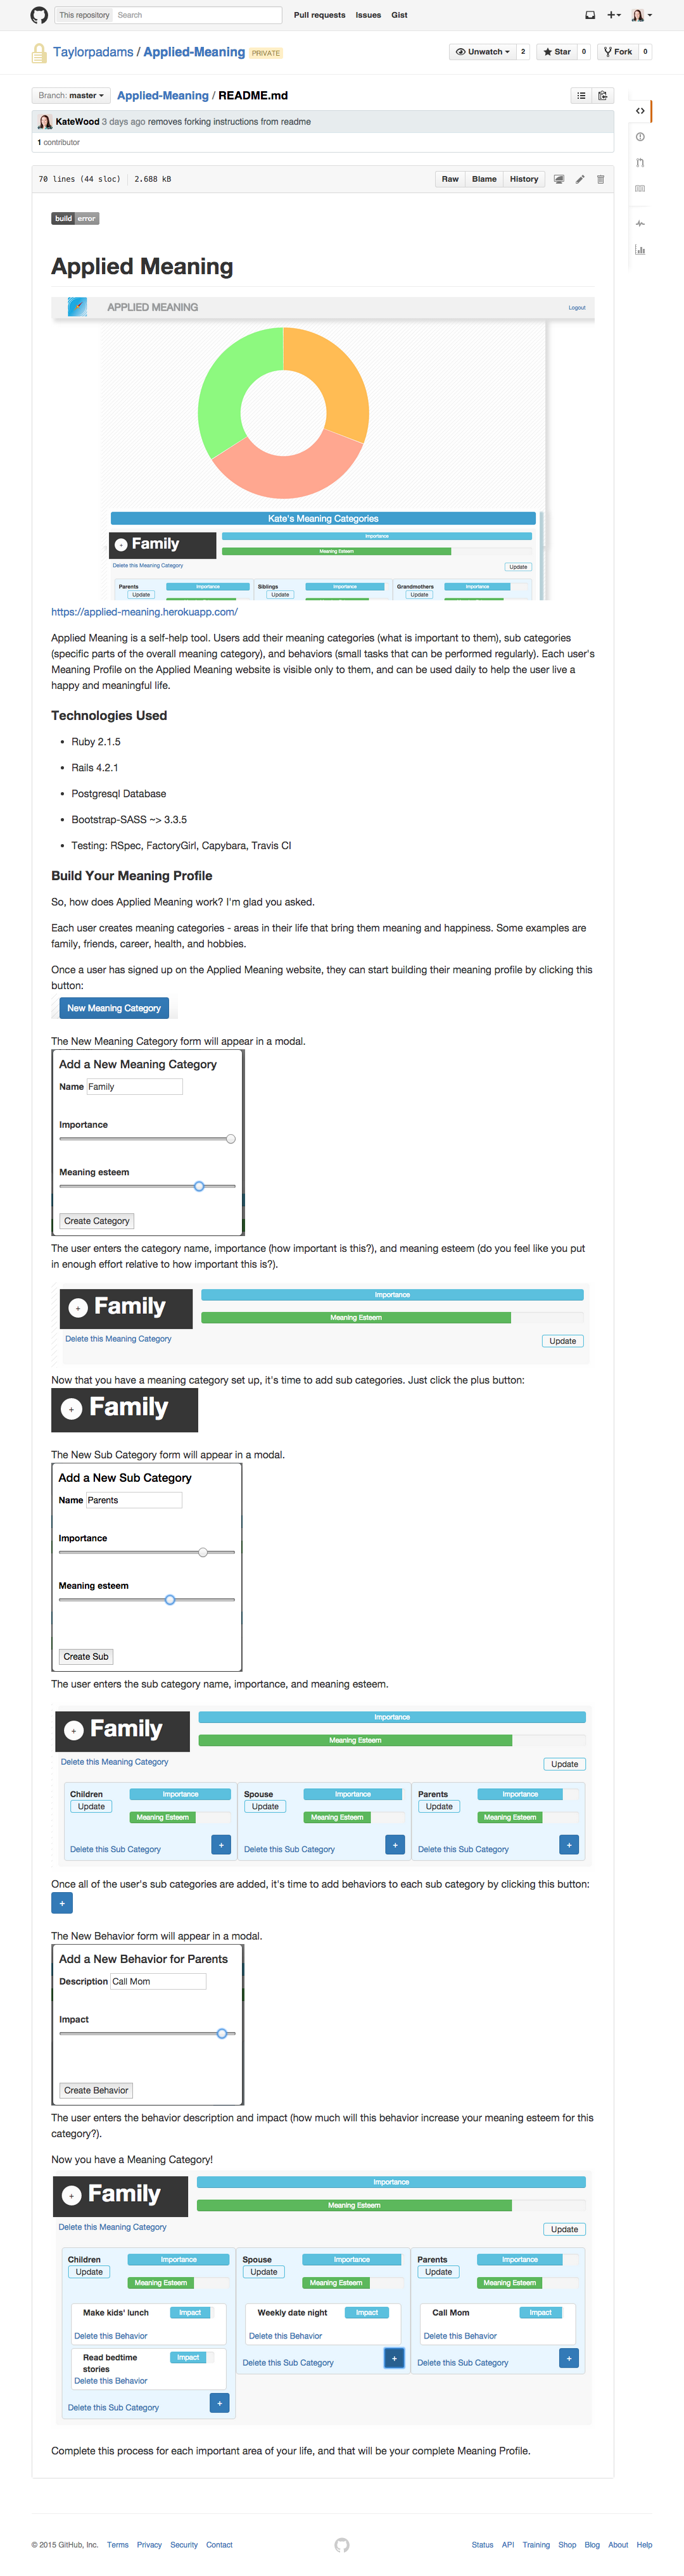 This repository Search Pull requests Issues Gist
Taylorpadams / Applied-Meaning PRIVATE Unwatch 2 Star 0 Fork 0
Branch: master Applied-Meaning / README.md
KateWood 3 days ago removes forking instructions from readme
1 contributor
70 lines (44 sloc) 2.688 kB Raw Blame History
build error
Applied Meaning
APPLIED MEANING Logout
Kate's Meaning Categories
+ Family Importance
Meaning Esteem
Delete this Meaning Category Update
Parents Importance Siblings Importance Grandmothers Importance
Update Update Update
https://applied-meaning.herokuapp.com/
Applied Meaning is a self-help tool. Users add their meaning categories (what is important to them), sub categories
(specific parts of the overall meaning category), and behaviors (small tasks that can be performed regularly). Each user's
Meaning Profile on the Applied Meaning website is visible only to them, and can be used daily to help the user live a
happy and meaningful life.
Technologies Used
• Ruby 2.1.5
• Rails 4.2.1
• Postgresql Database
• Bootstrap-SASS ~> 3.3.5
• Testing: RSpec, FactoryGirl, Capybara, Travis CI
Build Your Meaning Profile
So, how does Applied Meaning work? I'm glad you asked.
Each user creates meaning categories - areas in their life that bring them meaning and happiness. Some examples are
family, friends, career, health, and hobbies.
Once a user has signed up on the Applied Meaning website, they can start building their meaning profile by clicking this
button:
New Meaning Category
The New Meaning Category form will appear in a modal.
Add a New Meaning Category
Name Family
Importance
Meaning esteem
Create Category
The user enters the category name, importance (how important is this?), and meaning esteem (do you feel like you put
in enough effort relative to how important this is?).
+ Family Importance
Meaning Esteem
Delete this Meaning Category Update
Now that you have a meaning category set up, it's time to add sub categories. Just click the plus button:
+ Family
The New Sub Category form will appear in a modal.
Add a New Sub Category
Name Parents
Importance
Meaning esteem
Create Sub
The user enters the sub category name, importance, and meaning esteem.
+ Family Importance
Meaning Esteem
Delete this Meaning Category Update
Children Importance Spouse Importance Parents Importance
Update Meaning Esteem Update Meaning Esteem Update Meaning Esteem
Delete this Sub Category + Delete this Sub Category + Delete this Sub Category +
Once all of the user's sub categories are added, it's time to add behaviors to each sub category by clicking this button:
+
The New Behavior form will appear in a modal.
Add a New Behavior for Parents
Description Call Mom
Impact
Create Behavior
The user enters the behavior description and impact (how much will this behavior increase your meaning esteem for this
category?).
Now you have a Meaning Category!
+ Family Importance
Meaning Esteem
Delete this Meaning Category Update
Children Importance Spouse Importance Parents Importance
Update Meaning Esteem Update Meaning Esteem Update Meaning Esteem
Make kids' lunch Impact Weekly date night Impact Call Mom Impact
Delete this Behavior Delete this Behavior Delete this Behavior
Read bedtime Impact Delete this Sub Category + Delete this Sub Category +
stories
Delete this Behavior
Delete this Sub Category +
Complete this process for each important area of your life, and that will be your complete Meaning Profile.
© 2015 GitHub, Inc. Terms Privacy Security Contact Status API Training Shop Blog About Help